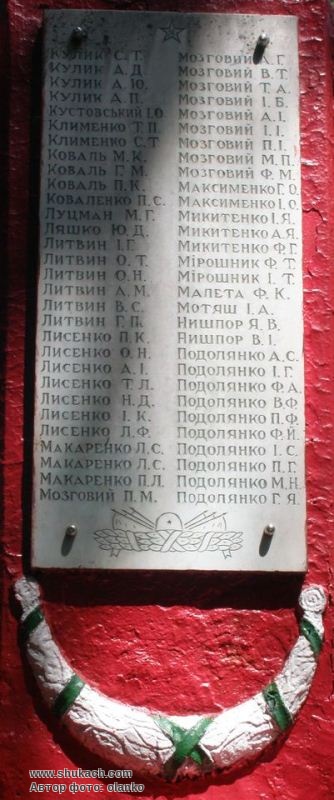 КУЛИК С.Т.
КУЛИК А.Д.
КУЛИК А.Ю.
КУЛИК А.П.
КУСТОВСЬКИЙ І.О.
КЛИМЕНКО Т.П.
КЛИМЕНКО С.Т
КОВАЛЬ М.К.
КОВАЛЬ Г.М.
КОВАЛЬ П.К.
КОВАЛЕНКО П.С.
ЛУЦМАН М.Г.
ЛЯШКО Ю.Д.
ЛИТВИН І.Г.
ЛИТВИН О.Т.
ЛИТВИН О.Н.
ЛИТВИН А.М.
ЛИТВИН В.С.
ЛИТВИН Г.П.
ЛИСЕНКО П.К.
ЛИСЕНКО О.Н.
ЛИСЕНКО А.І.
ЛИСЕНКО Т.Л.
ЛИСЕНКО Н.Д.
ЛИСЕНКО І.К.
ЛИСЕНКО Л.Ф.
МАКАРЕНКО Л.С.
МАКАРЕНКО Л.С.
МАКАРЕНКО П.Л.
МОЗГОВИЙ П.М.
МОЗГОВИЙ А.Г.
МОЗГОВИЙ В.Т.
МОЗГОВИЙ Т.А.
МОЗГОВИЙ І.Б.
МОЗГОВИЙ А.І.
МОЗГОВИЙ І.І.
МОЗГОВИЙ П.І.
МОЗГОВИЙ М.П.
МОЗГОВИЙ Ф.М.
МАКСИМЕНКО Г.О.
МАКСИМЕНКО І.О.
МИКИТЕНКО І.Я.
МИКИТЕНКО А.Я.
МИКИТЕНКО Ф.Г.
МІРОШНИК Ф.Т.
МІРОШНИК І.Т.
МАЛЕТА Ф.К.
МОТЯШ І.А.
НИШПОР Я.В.
НИШПОР В.І.
ПОДОЛЯНКО А.С.
ПОДОЛЯНКО І.Г.
ПОДОЛЯНКО Ф.А.
ПОДОЛЯНКО В.Ф.
ПОДОЛЯНКО П.Ф.
ПОДОЛЯНКО Ф.Й.
ПОДОЛЯНКО І.С.
ПОДОЛЯНКО П.Г.
ПОДОЛЯНКО М.Н.
ПОДОЛЯНКО Г.Я.
www.shukach.com
Автор фото: olanko